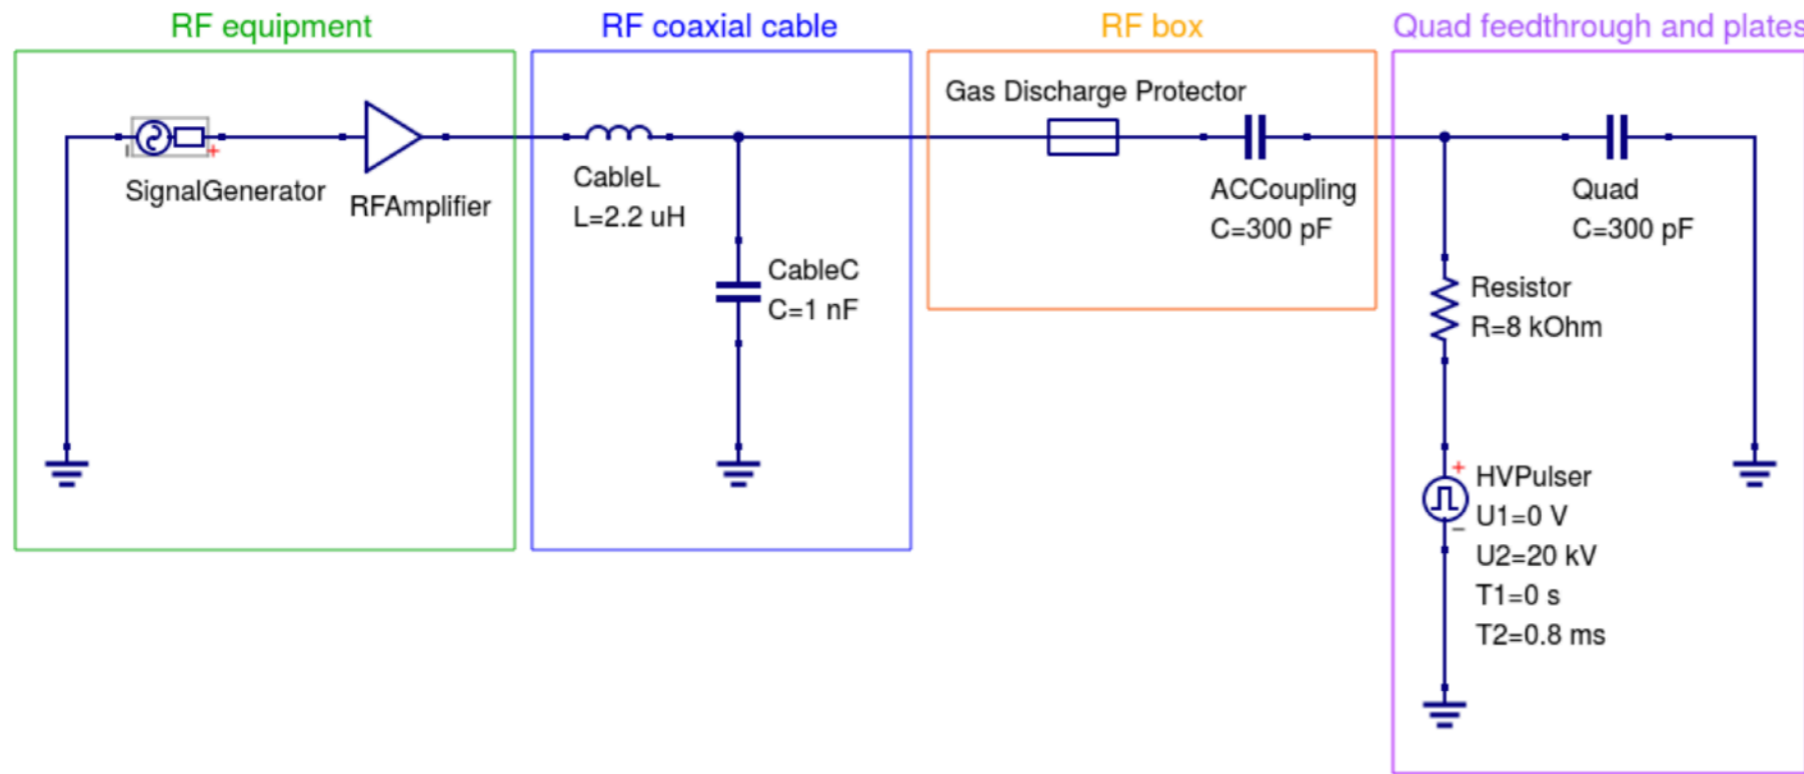 RF equipment
RF coaxial cable
RF box
Quad feedthrough and plates
SignalGenerator
RFAmplifier
CableL
L=2.2 uH
CableC
C=1 nF
Gas Discharge Protector
ACCoupling
C=300 pF
Quad
C=300 pF
Resistor
R=8 kOhm
HVPulser
U1=0 V
U2=20 kV
T1=0 s
T2=0.8 ms